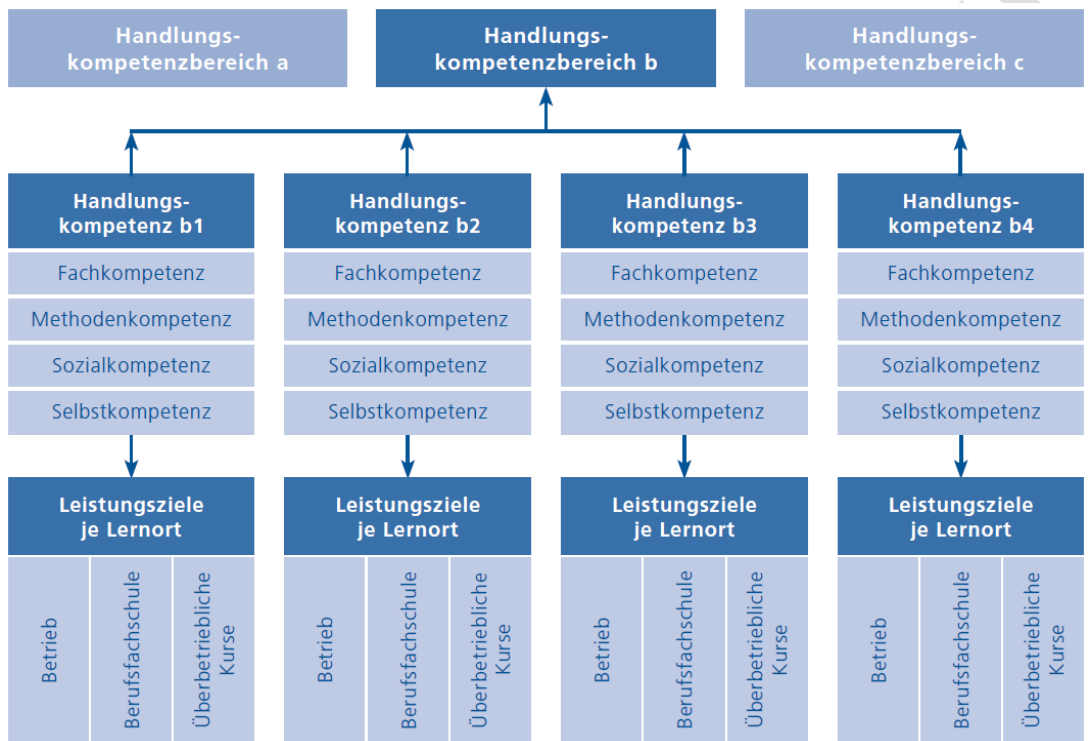 Handlungs-
kompetenzbereich a
Handlungs-
kompetenzbereich b
Handlungs-
kompetenzbereich c
Handlungs-
kompetenz b1
Fachkompetenz
Methodenkompetenz
Sozialkompetenz
Selbstkompetenz
Leistungsziele
je Lernort
Betrieb
Berufsfachschule
Überbetriebliche
Kurse
Handlungs-
kompetenz b2
Fachkompetenz
Methodenkompetenz
Sozialkompetenz
Selbstkompetenz
Leistungsziele
je Lernort
Betrieb
Berufsfachschule
Überbetriebliche
Kurse
Handlungs-
kompetenz b3
Fachkompetenz
Methodenkompetenz
Sozialkompetenz
Selbstkompetenz
Leistungsziele
je Lernort
Betrieb
Berufsfachschule
Überbetriebliche
Kurse
Handlungs-
kompetenz b4
Fachkompetenz
Methodenkompetenz
Sozialkompetenz
Selbstkompetenz
Leistungsziele
je Lernort
Betrieb
Berufsfachschule
Überbetriebliche
Kurse